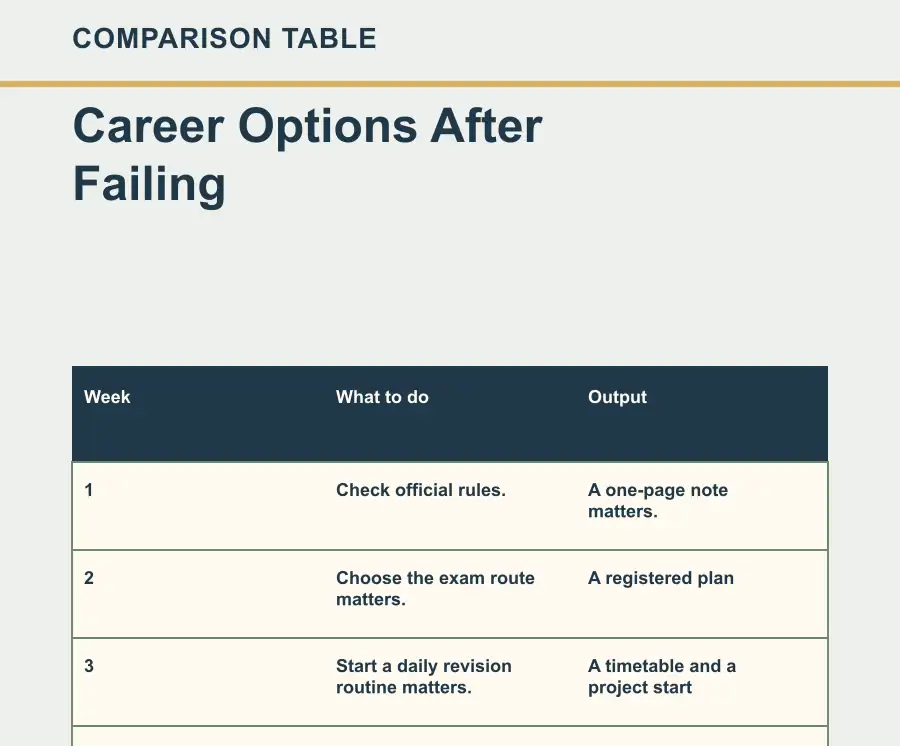 COMPARISON TABLE
Career Options After
Failing
Week What to do Output
1 Check official rules. A one-page note
matters.
2 Choose the exam route A registered plan
matters.
3 Start a daily revision A timetable and a
routine matters. project start